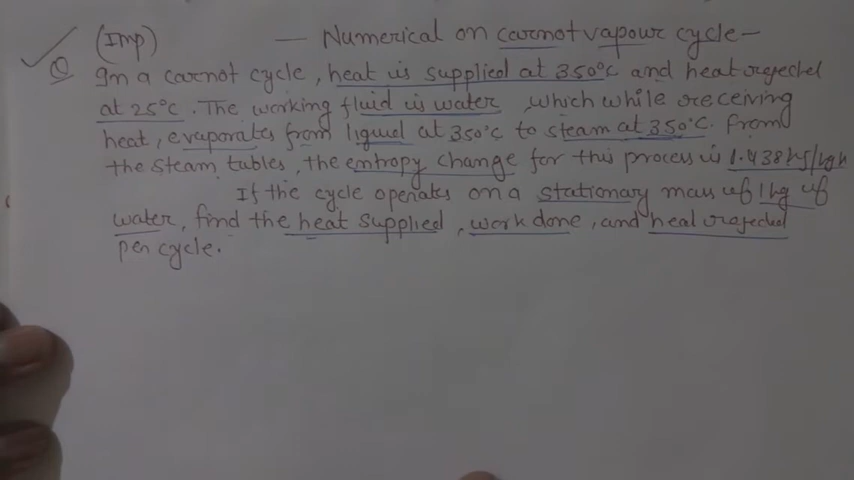 (Imp) — Numerical on carnot vapour cycle —
Q In a carnot cycle, heat is supplied at 350°C and heat rejected
at 25°C. The working fluid is water, which while receiving
heat, evaporates from liquid at 350°C to steam at 350°C. From
the steam tables, the entropy change for this process is 1.438 kJ/kgK
If the cycle operates on a stationary mass of 1 kg of
water, find the heat supplied, work done, and heat rejected
per cycle.